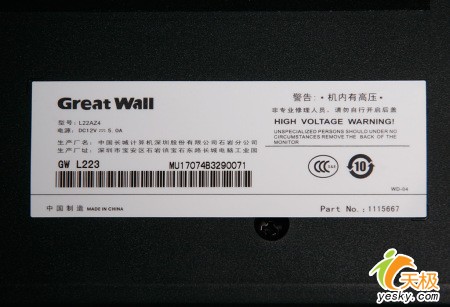 Great Wall
型号: L22AZ4
电源: DC12V ⎓ 5.0A
生产厂名: 中国长城计算机深圳股份有限公司石岩分公司
生产厂址: 深圳市宝安区石岩镇宝石东路长城电脑工业园
GW L223 MU17074B3290071
中国制造 MADE IN CHINA
警告: · 机内有高压 ·
非专业修理人员, 请勿自行开启后盖
HIGH VOLTAGE WARNING!
UNSPECIALIZED PERSONS SHOULD UNDER NO
CIRCUMSTANCES REMOVE THE BACK OF THE
MONITOR
CCC 10
WD-04
Part No.: 1115667
天极
yesky.com